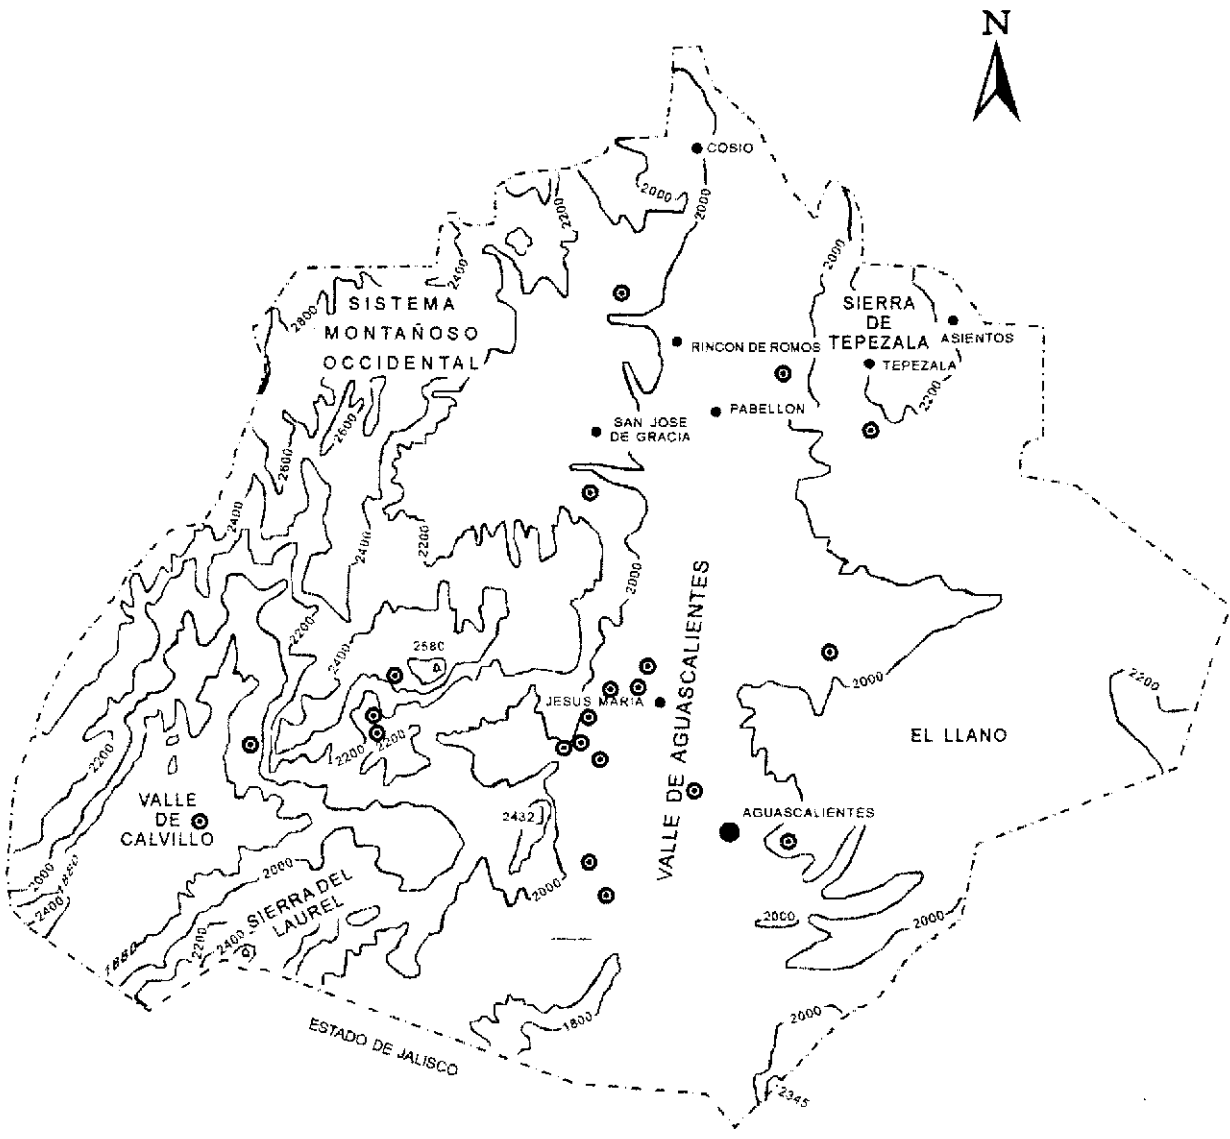 N
COSIO
2000
2000
2200
2400
2000
2800
SISTEMA
MONTAÑOSO
OCCIDENTAL
SIERRA
DE
TEPEZALA
ASIENTOS
RINCON DE ROMOS
TEPEZALA
2200
PABELLON
SAN JOSE
DE GRACIA
2600
2600
2400
2400
2200
2000
VALLE DE AGUASCALIENTES
2200
2400
2580
2000
2200
JESUS MARIA
EL LLANO
2200
2200
2200
VALLE
DE
CALVILLO
2432
AGUASCALIENTES
2000
1880
2400
2000
SIERRA DEL
LAUREL
2000
2000
2000
1880
2200
2400
1800
2000
ESTADO DE JALISCO
2345